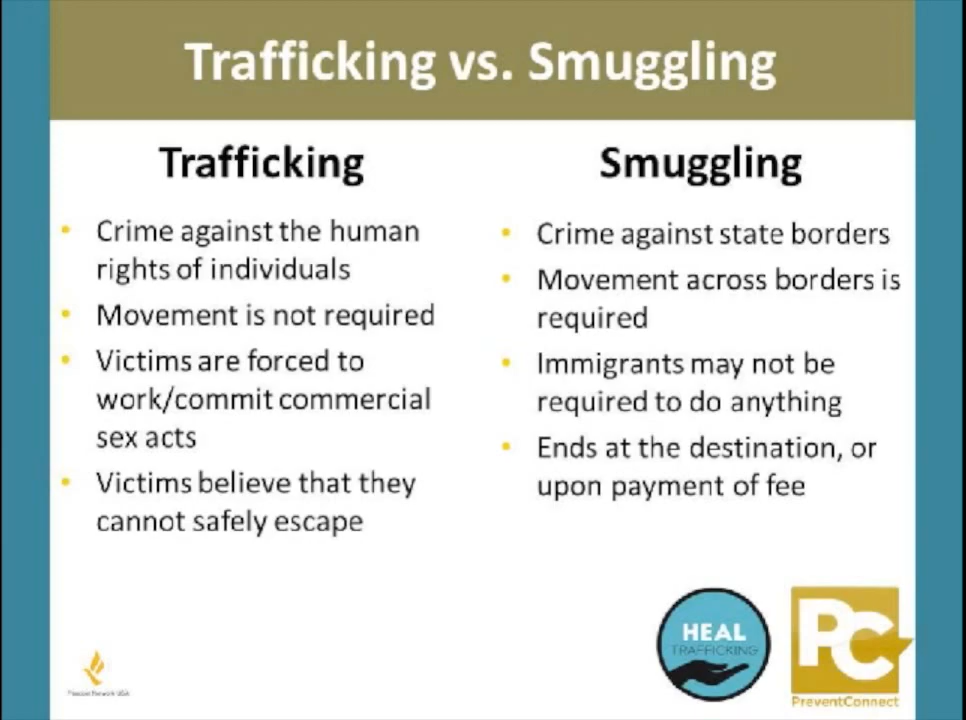 Trafficking vs. Smuggling
Trafficking
• Crime against the human
rights of individuals
• Movement is not required
• Victims are forced to
work/commit commercial
sex acts
• Victims believe that they
cannot safely escape
Smuggling
• Crime against state borders
• Movement across borders is
required
• Immigrants may not be
required to do anything
• Ends at the destination, or
upon payment of fee
Freedom Network USA
HEAL
TRAFFICKING
PC
PreventConnect